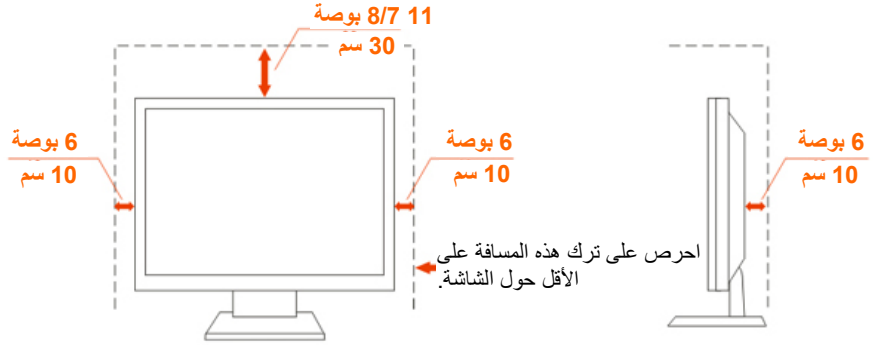 11 8/7 بوصة
30 سم
6 بوصة
10 سم
6 بوصة
10 سم
6 بوصة
10 سم
احرص على ترك هذه المسافة على
الأقل حول الشاشة.